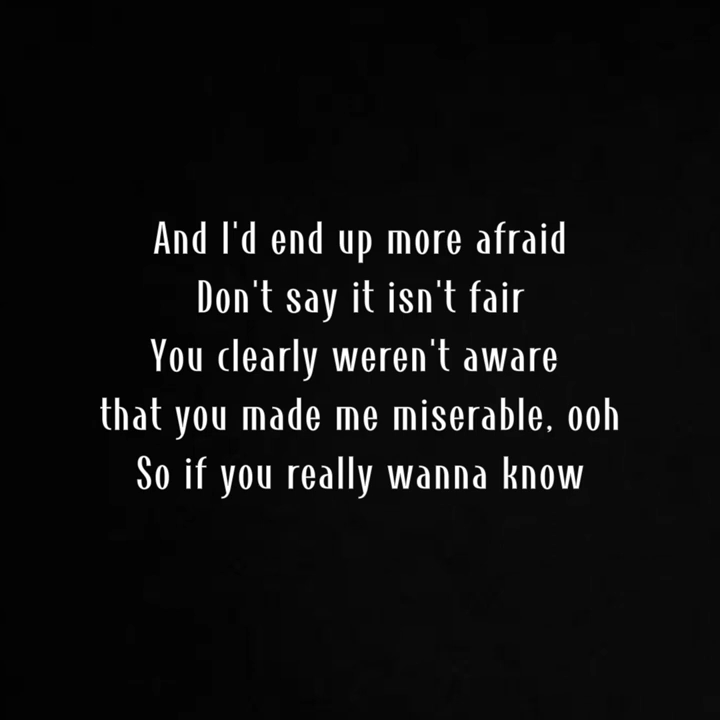 And I'd end up more afraid
Don't say it isn't fair
You clearly weren't aware
that you made me miserable, ooh
So if you really wanna know